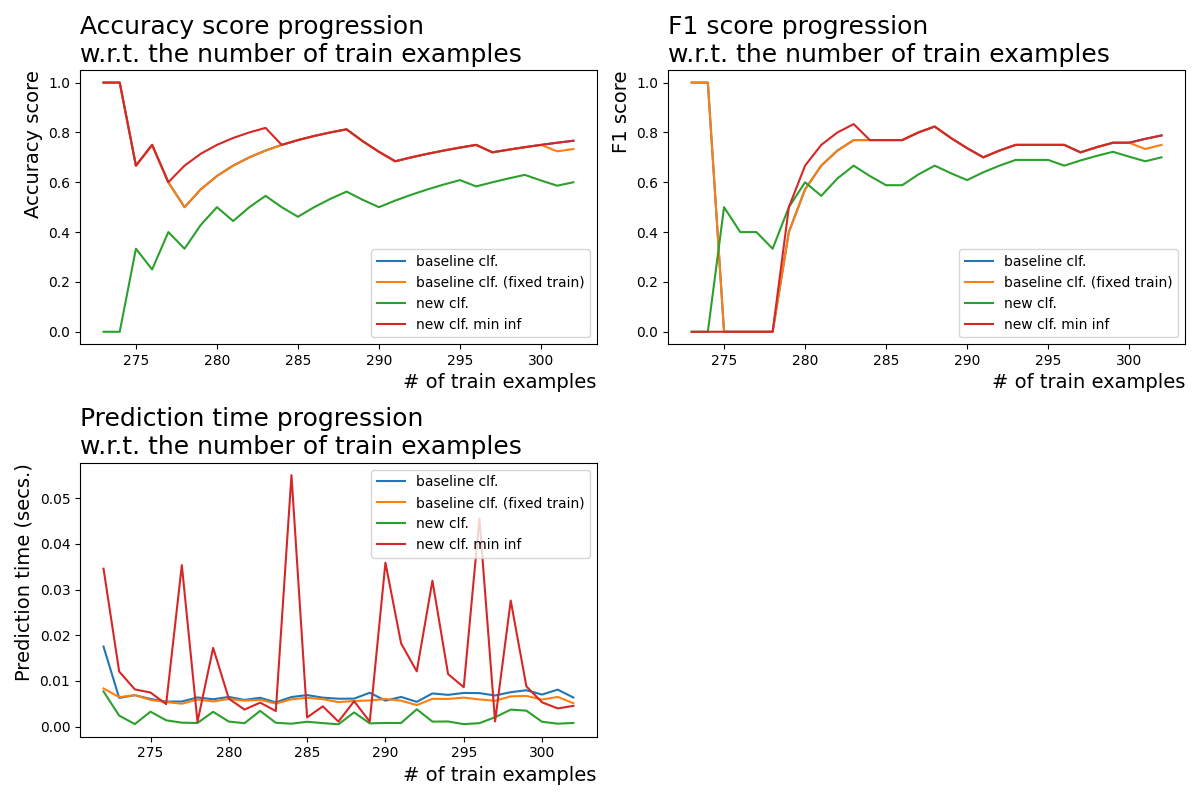 Accuracy score progression
w.r.t. the number of train examples
Accuracy score
1.0
0.8
0.6
0.4
0.2
0.0
275
280
285
290
295
300
# of train examples
baseline clf.
baseline clf. (fixed train)
new clf.
new clf. min inf
F1 score progression
w.r.t. the number of train examples
F1 score
1.0
0.8
0.6
0.4
0.2
0.0
275
280
285
290
295
300
# of train examples
baseline clf.
baseline clf. (fixed train)
new clf.
new clf. min inf
Prediction time progression
w.r.t. the number of train examples
Prediction time (secs.)
0.05
0.04
0.03
0.02
0.01
0.00
275
280
285
290
295
300
# of train examples
baseline clf.
baseline clf. (fixed train)
new clf.
new clf. min inf